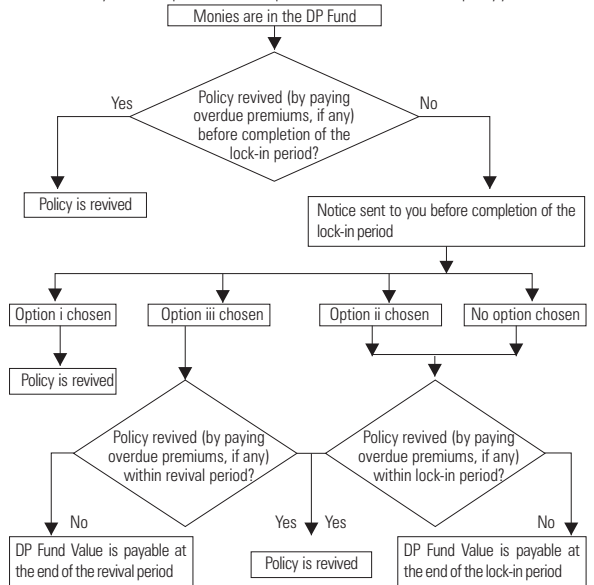 Monies are in the DP Fund
Yes
Policy revived (by paying
overdue premiums, if any)
before completion of the
lock-in period?
No
Policy is revived
Notice sent to you before completion of the
lock-in period
Option i chosen
Option iii chosen
Option ii chosen
No option chosen
Policy is revived
Policy revived (by paying
overdue premiums, if any)
within revival period?
Policy revived (by paying
overdue premiums, if any)
within lock-in period?
No
Yes
Yes
No
DP Fund Value is payable at
the end of the revival period
Policy is revived
DP Fund Value is payable at
the end of the lock-in period